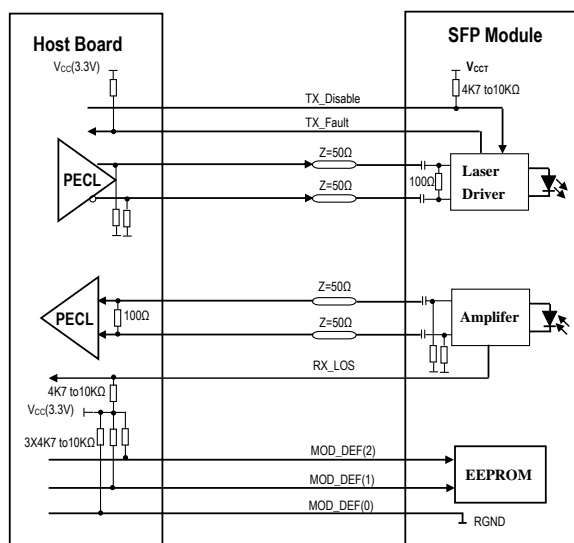 Host Board
SFP Module
VCC(3.3V)
VCCT
4K7 to10KΩ
TX_Disable
TX_Fault
PECL
Z=50Ω
Z=50Ω
100Ω
Laser
Driver
PECL
100Ω
Z=50Ω
Z=50Ω
Amplifer
RX_LOS
4K7 to10KΩ
VCC(3.3V)
3X4K7 to10KΩ
MOD_DEF(2)
MOD_DEF(1)
MOD_DEF(0)
EEPROM
RGND